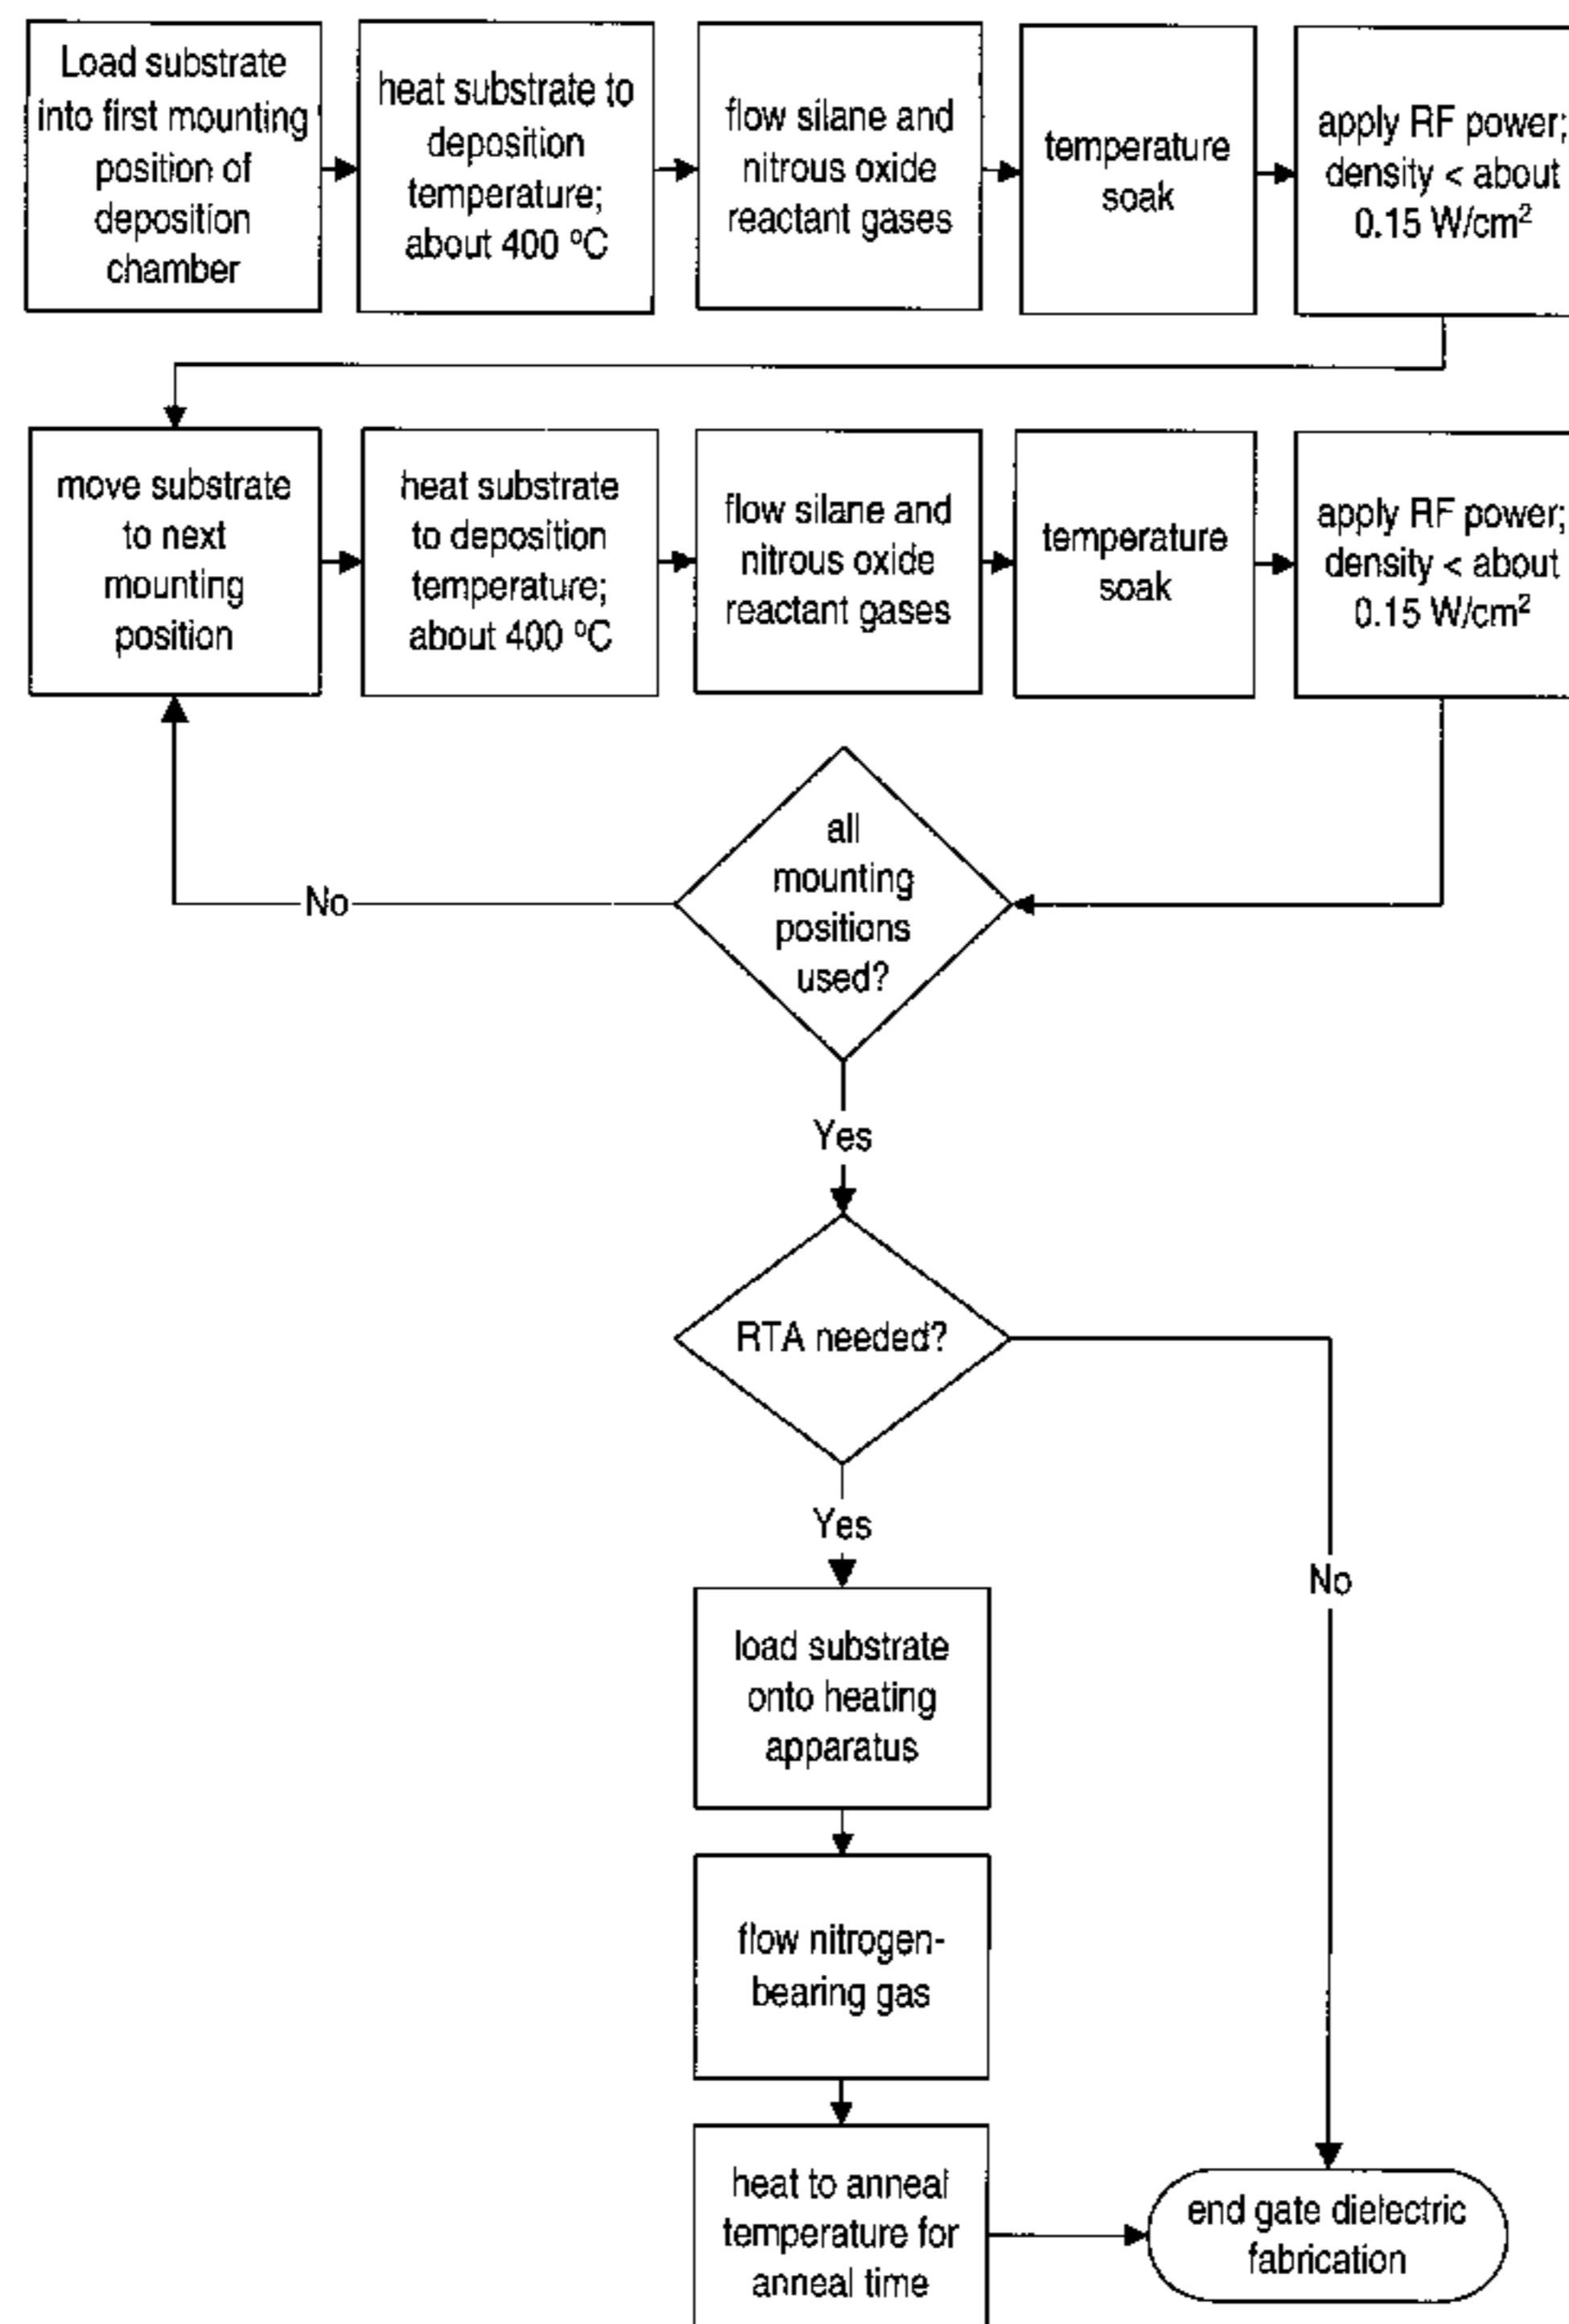 Load substrate
into first mounting
position of
deposition
chamber
heat substrate to
deposition
temperature;
about 400 ºC
flow silane and
nitrous oxide
reactant gases
temperature
soak
apply RF power;
density < about
0.15 W/cm²
move substrate
to next
mounting
position
heat substrate
to deposition
temperature;
about 400 ºC
flow silane and
nitrous oxide
reactant gases
temperature
soak
apply RF power;
density < about
0.15 W/cm²
all
mounting
positions
used?
No
Yes
RTA needed?
Yes
No
load substrate
onto heating
apparatus
flow nitrogen-
bearing gas
heat to anneal
temperature for
anneal time
end gate dielectric
fabrication